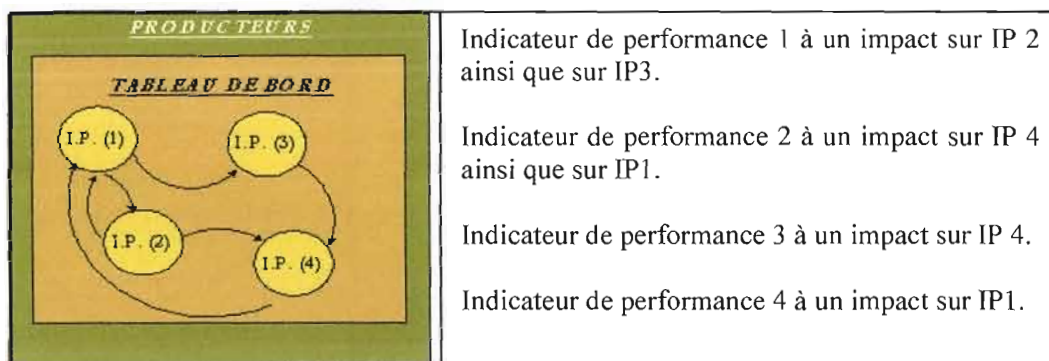 PRODUCTEURS
TABLEAU DE BORD
I.P. (1)
I.P. (3)
I.P. (2)
I.P. (4)
Indicateur de performance 1 à un impact sur IP 2
ainsi que sur IP3.
Indicateur de performance 2 à un impact sur IP 4
ainsi que sur IP1.
Indicateur de performance 3 à un impact sur IP 4.
Indicateur de performance 4 à un impact sur IP1.